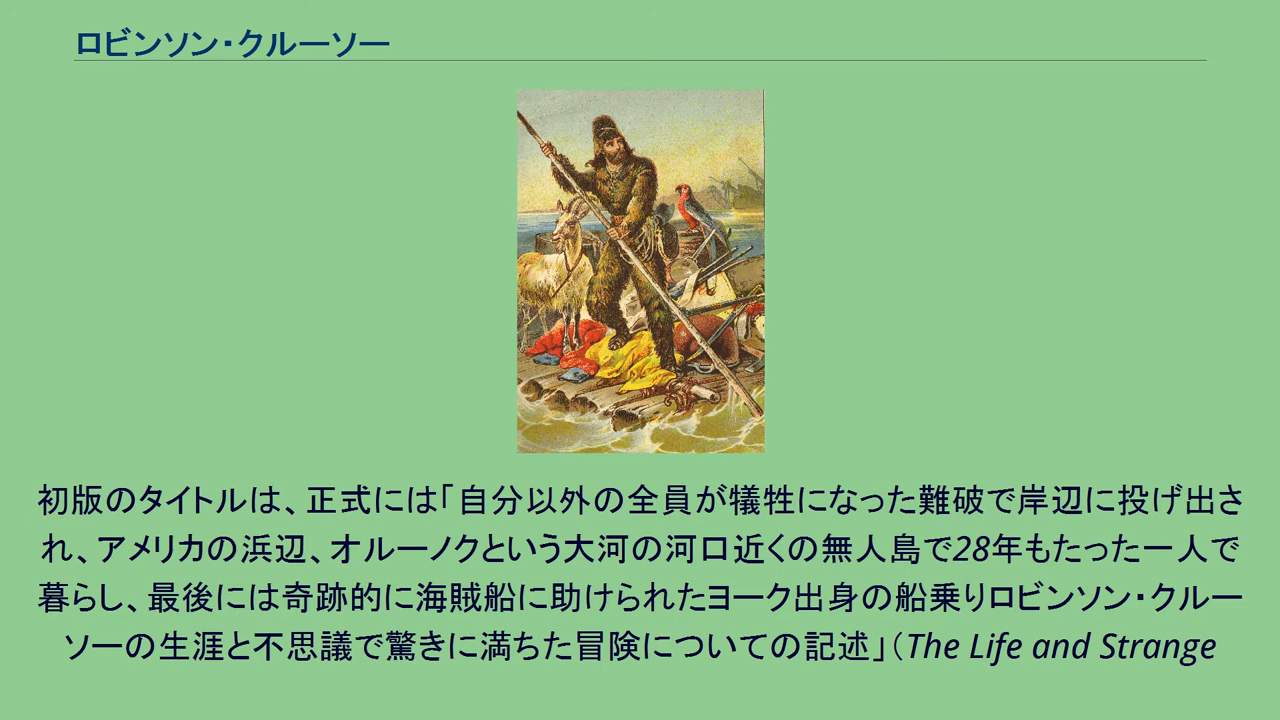 ロビンソン・クルーソー
初版のタイトルは、正式には「自分以外の全員が犠牲になった難破で岸辺に投げ出さ
れ、アメリカの浜辺、オルーノクという大河の河口近くの無人島で28年もたった一人で
暮らし、最後には奇跡的に海賊船に助けられたヨーク出身の船乗りロビンソン・クルー
ソーの生涯と不思議で驚きに満ちた冒険についての記述」（The Life and Strange